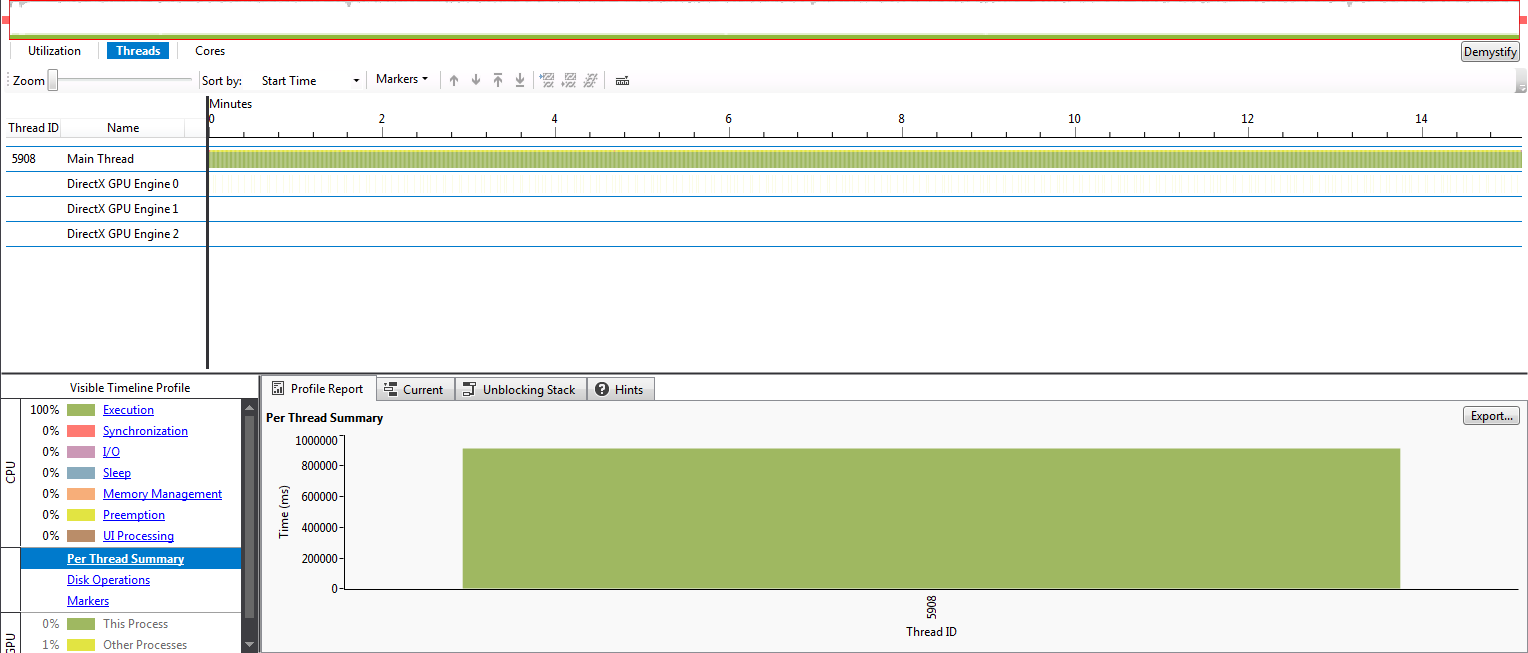 Utilization Threads Cores Demystify
Zoom Sort by: Start Time Markers
Minutes
0 2 4 6 8 10 12 14
Thread ID Name
5908 Main Thread
DirectX GPU Engine 0
DirectX GPU Engine 1
DirectX GPU Engine 2
Visible Timeline Profile
CPU
100% Execution
0% Synchronization
0% I/O
0% Sleep
0% Memory Management
0% Preemption
0% UI Processing
Per Thread Summary
Disk Operations
Markers
GPU
0% This Process
1% Other Processes
Profile Report Current Unblocking Stack Hints
Per Thread Summary Export...
Time (ms)
1000000
800000
600000
400000
200000
0
5908
Thread ID